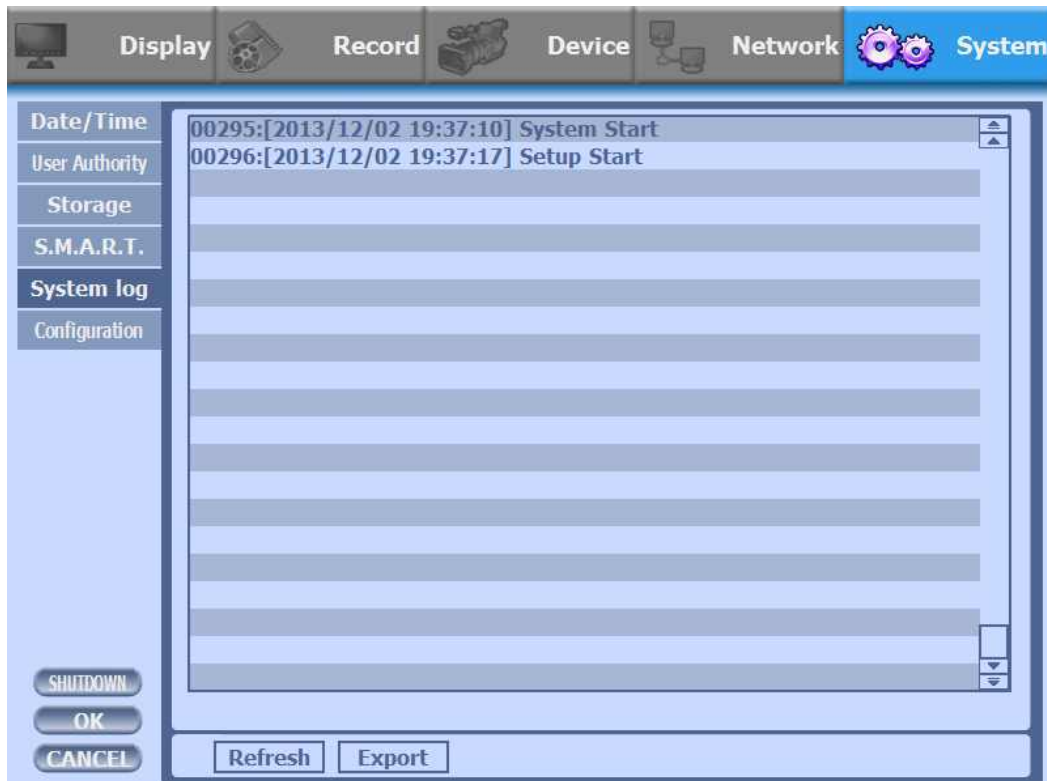 Display Record Device Network System
Date/Time
User Authority
Storage
S.M.A.R.T.
System log
Configuration
00295:[2013/12/02 19:37:10] System Start
00296:[2013/12/02 19:37:17] Setup Start
SHUTDOWN
OK
CANCEL
Refresh Export